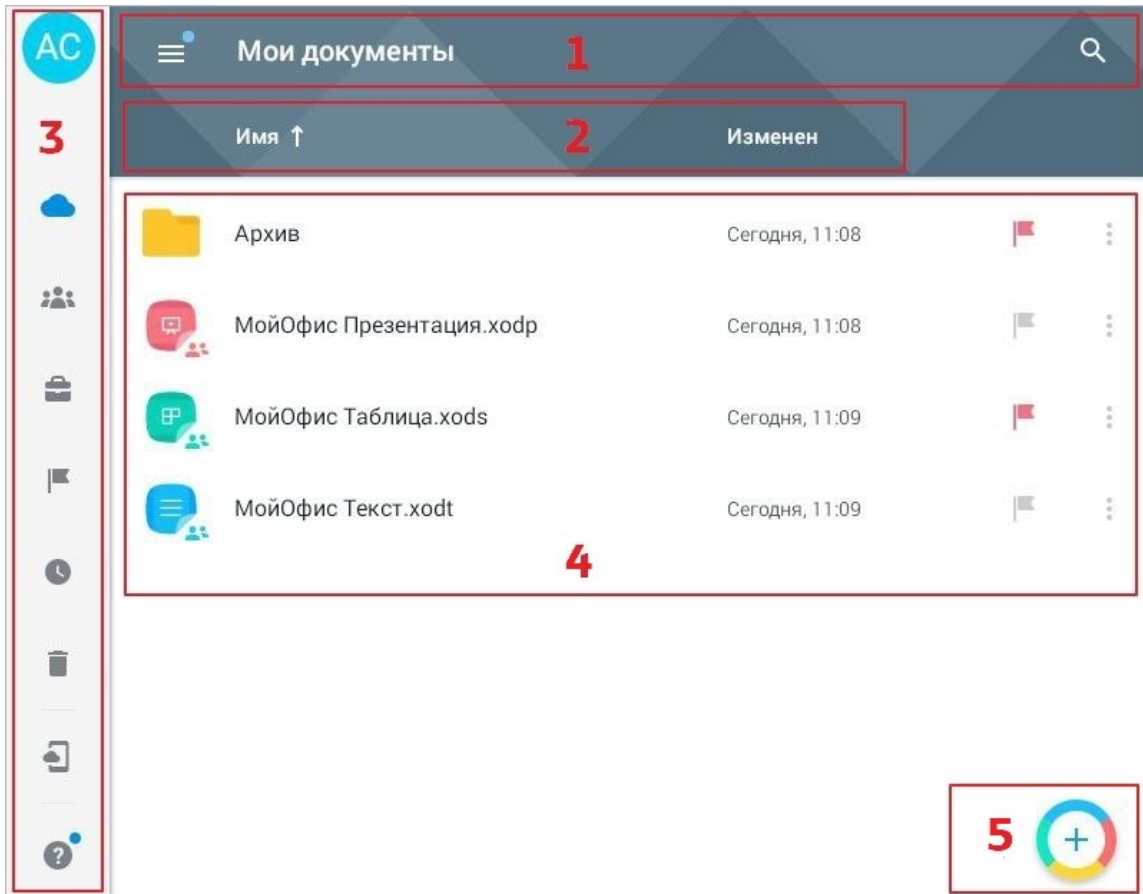 АС
Мои документы
1
3
Имя ↑
2
Изменен
Архив
Сегодня, 11:08
МойОфис Презентация.xodp
Сегодня, 11:08
МойОфис Таблица.xods
Сегодня, 11:09
МойОфис Текст.xodt
Сегодня, 11:09
4
5
+
?